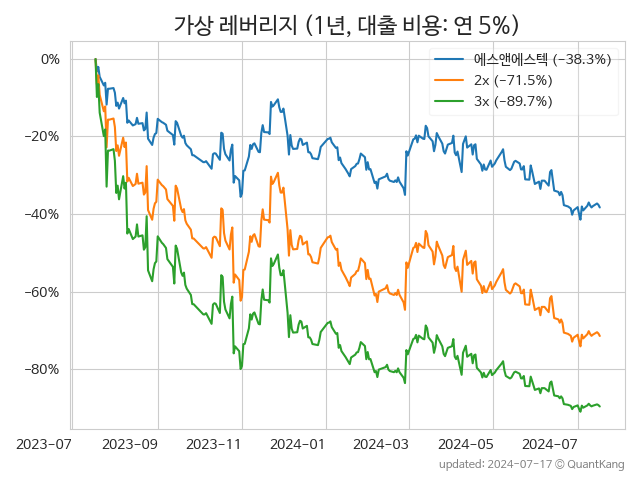 가상 레버리지 (1년, 대출 비용: 연 5%)
에스앤에스텍 (−38.3%)
2x (−71.5%)
3x (−89.7%)
0%
−20%
−40%
−60%
−80%
2023−07 2023−09 2023−11 2024−01 2024−03 2024−05 2024−07
updated: 2024−07−17 © QuantKang